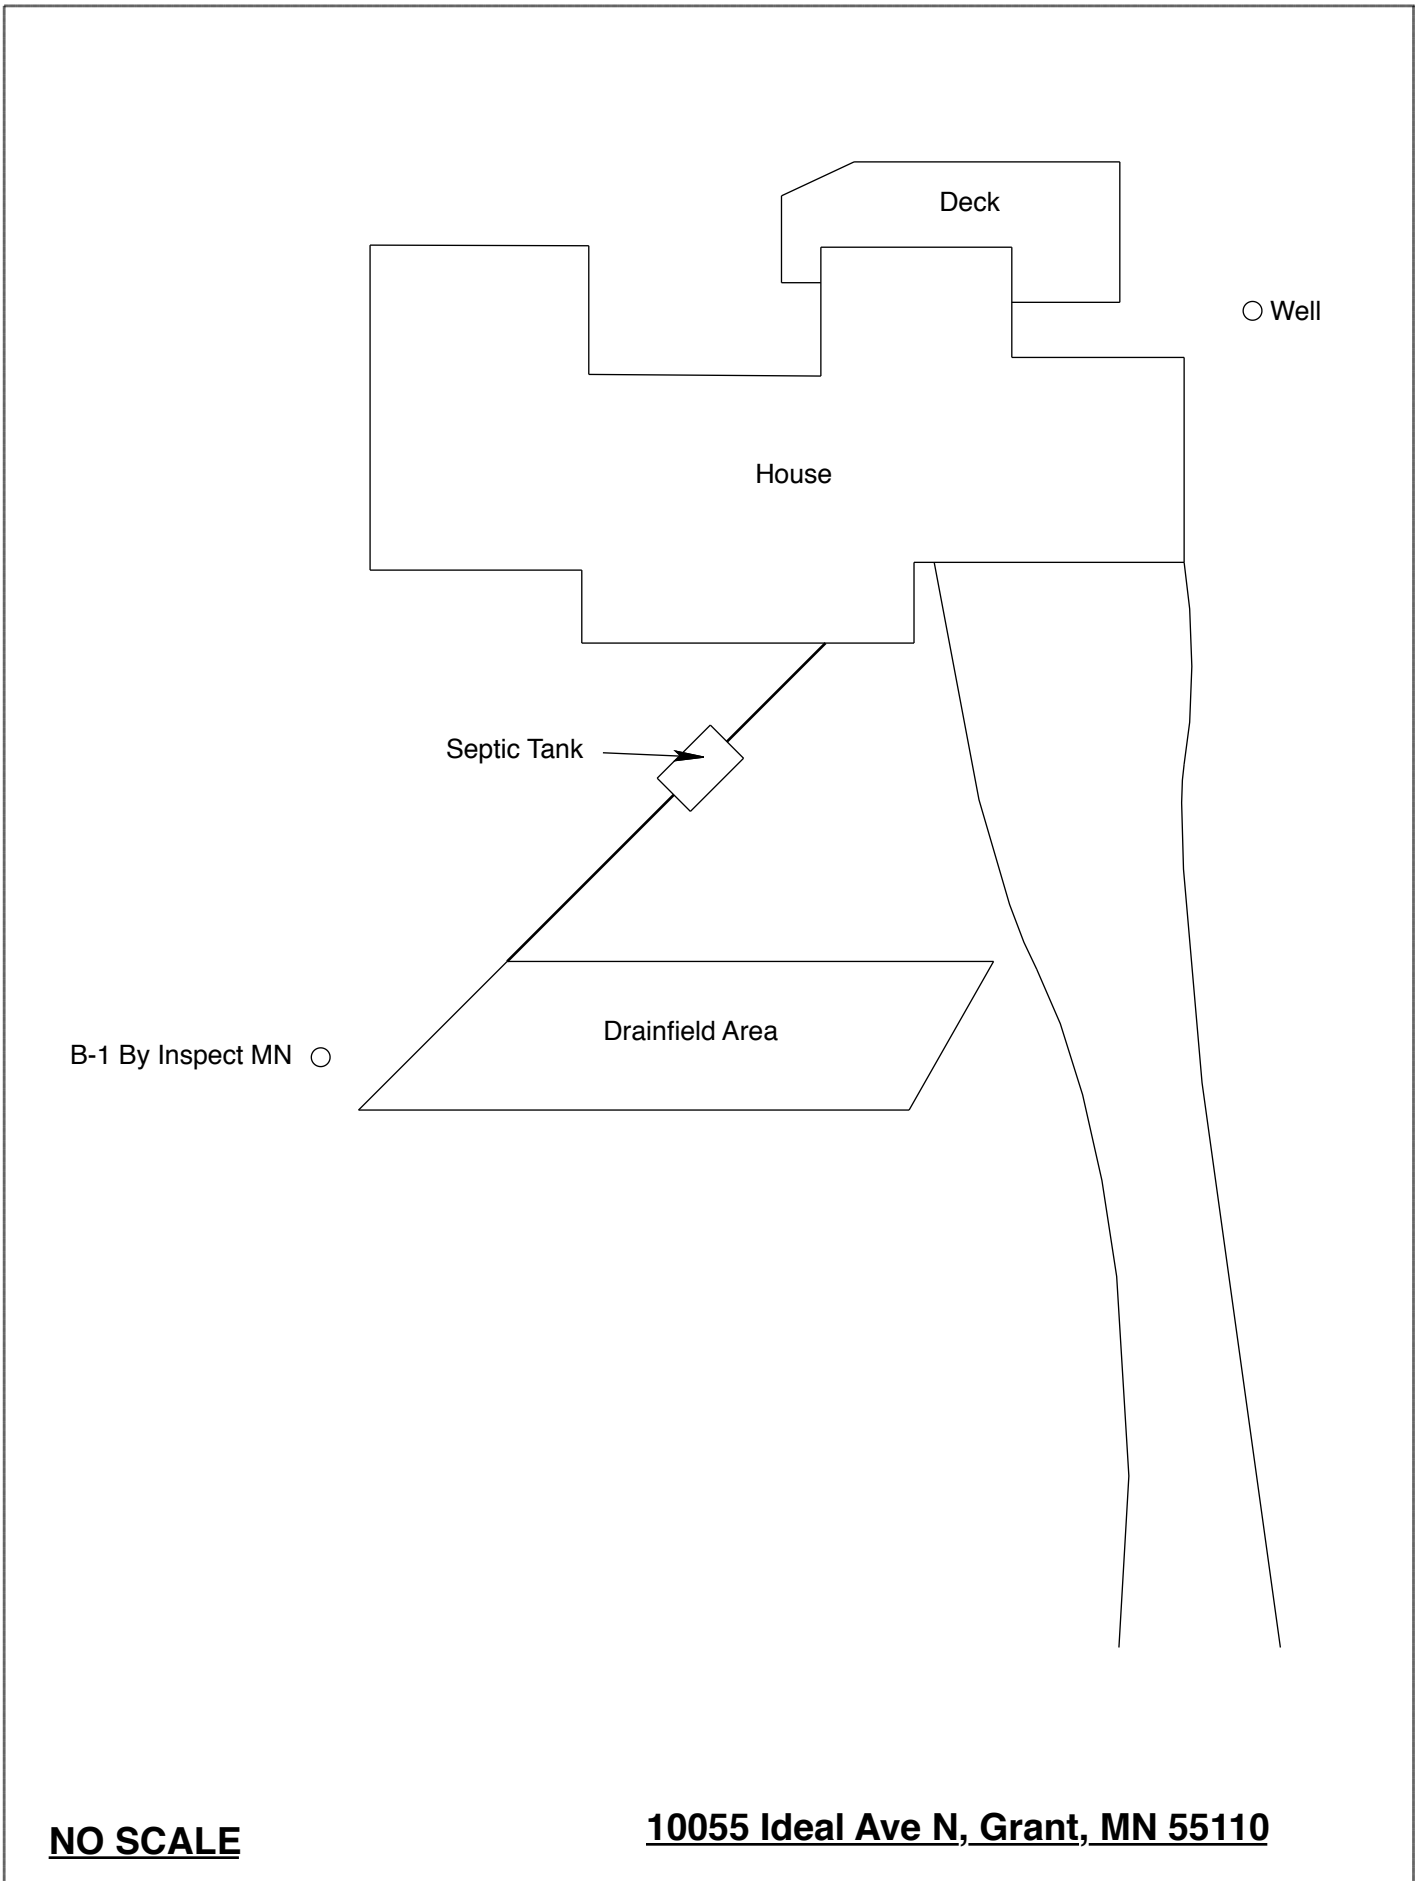 Deck
Well
House
Septic Tank
Drainfield Area
B-1 By Inspect MN
NO SCALE
10055 Ideal Ave N, Grant, MN 55110